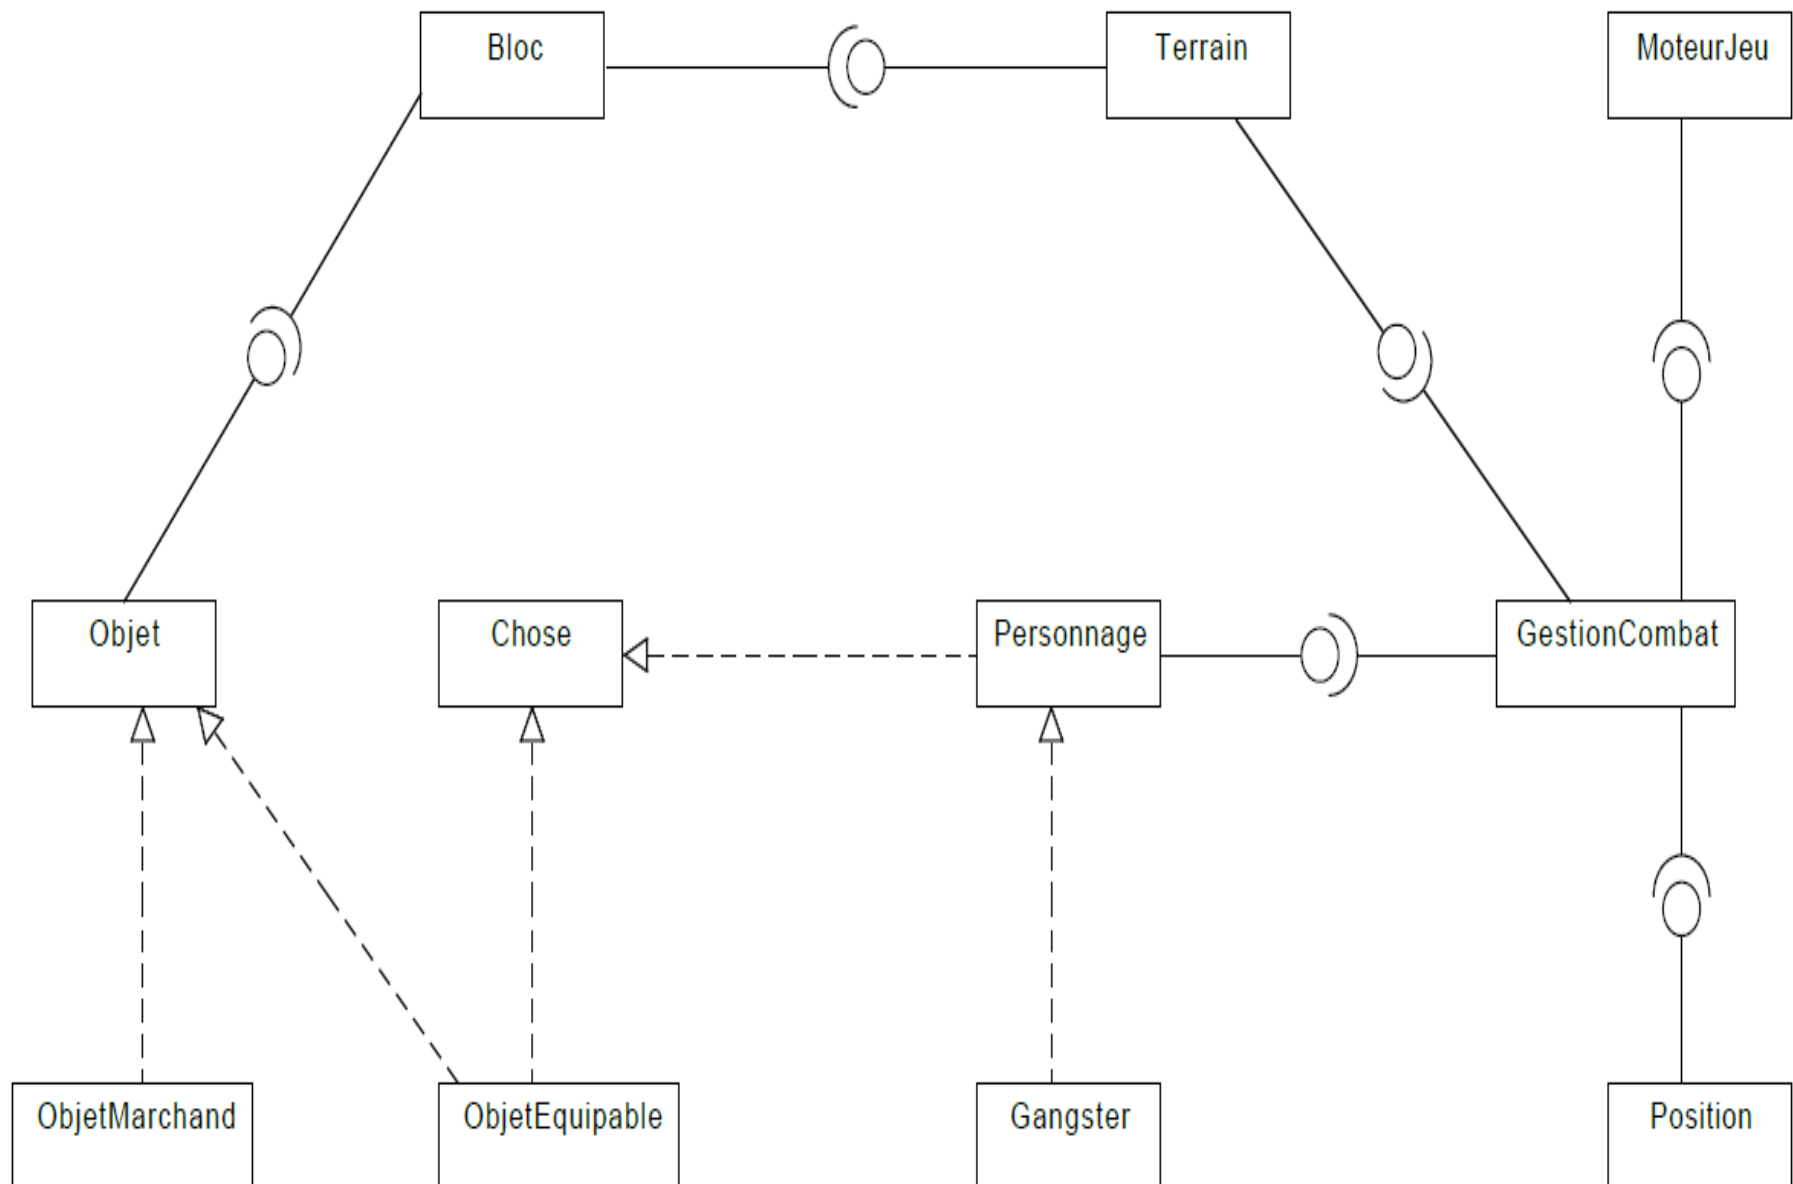 Bloc
Terrain
MoteurJeu
Objet
Chose
Personnage
GestionCombat
ObjetMarchand
ObjetEquipable
Gangster
Position